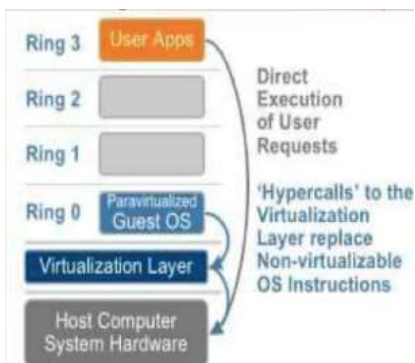 Ring 3
User Apps
Ring 2
Ring 1
Ring 0
Paravirtualized
Guest OS
Virtualization Layer
Host Computer
System Hardware
Direct
Execution
of User
Requests
‘Hypercalls’ to the
Virtualization
Layer replace
Non-virtualizable
OS Instructions